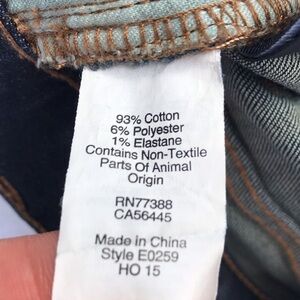 93% Cotton
6% Polyester
1% Elastane
Contains Non-Textile
Parts Of Animal
Origin
RN77388
CA56445
Made in China
Style E0259
HO 15